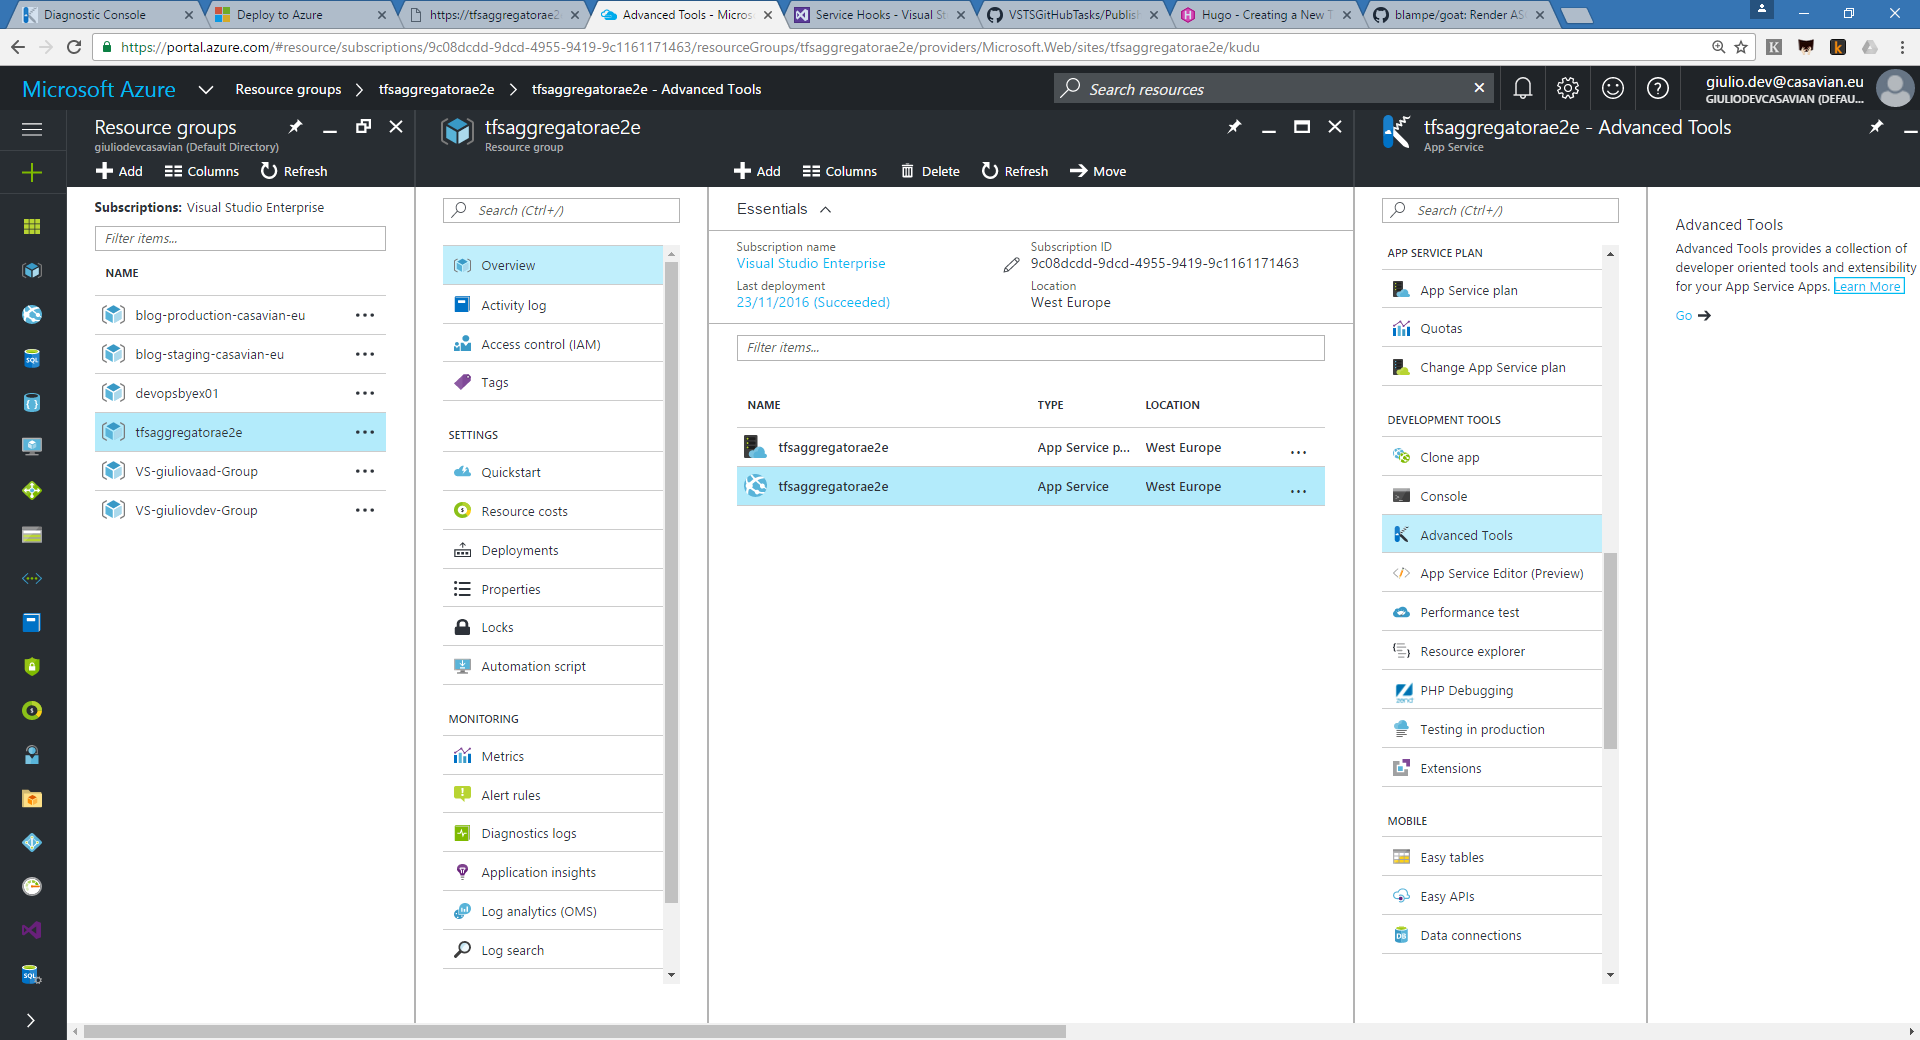 Diagnostic Console
Deploy to Azure
https://tfsaggregatorae2
Advanced Tools - Micros
Service Hooks - Visual St
VSTSGitHubTasks/Publis
Hugo - Creating a New T
blampe/goat: Render AS
https://portal.azure.com/#resource/subscriptions/9c08dcdd-9dcd-4955-9419-9c1161171463/resourceGroups/tfsaggregatorae2e/providers/Microsoft.Web/sites/tfsaggregatorae2e/kudu
Microsoft Azure
Resource groups
tfsaggregatorae2e
tfsaggregatorae2e - Advanced Tools
Search resources
giulio.dev@casavian.eu
GIULIODEVCASAVIAN (DEFAU...
Resource groups
giuliodevcasavian (Default Directory)
Add
Columns
Refresh
Subscriptions: Visual Studio Enterprise
Filter items...
NAME
blog-production-casavian-eu
blog-staging-casavian-eu
devopsbyex01
tfsaggregatorae2e
VS-giuliovaad-Group
VS-giuliovdev-Group
tfsaggregatorae2e
Resource group
Add
Columns
Delete
Refresh
Move
Search (Ctrl+/)
Overview
Activity log
Access control (IAM)
Tags
SETTINGS
Quickstart
Resource costs
Deployments
Properties
Locks
Automation script
MONITORING
Metrics
Alert rules
Diagnostics logs
Application insights
Log analytics (OMS)
Log search
Essentials
Subscription name
Visual Studio Enterprise
Last deployment
23/11/2016 (Succeeded)
Subscription ID
9c08dcdd-9dcd-4955-9419-9c1161171463
Location
West Europe
Filter items...
NAME TYPE LOCATION
tfsaggregatorae2e App Service p... West Europe
tfsaggregatorae2e App Service West Europe
tfsaggregatorae2e - Advanced Tools
App Service
Search (Ctrl+/)
APP SERVICE PLAN
App Service plan
Quotas
Change App Service plan
DEVELOPMENT TOOLS
Clone app
Console
Advanced Tools
App Service Editor (Preview)
Performance test
Resource explorer
PHP Debugging
Testing in production
Extensions
MOBILE
Easy tables
Easy APIs
Data connections
Advanced Tools
Advanced Tools provides a collection of
developer oriented tools and extensibility
for your App Service Apps. Learn More
Go